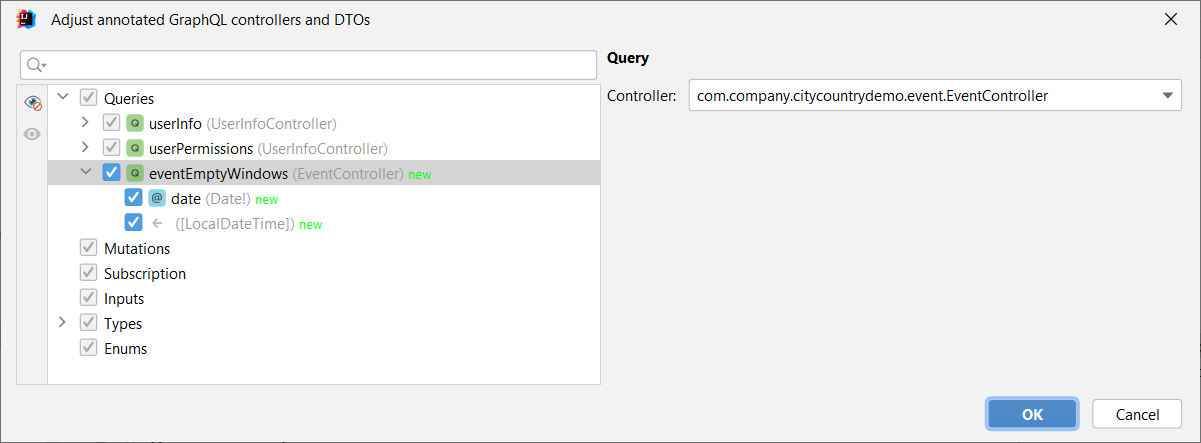 Adjust annotated GraphQL controllers and DTOs
Query
Controller: com.company.citycountrydemo.event.EventController
Queries
Q userInfo (UserInfoController)
Q userPermissions (UserInfoController)
Q eventEmptyWindows (EventController) new
@ date (Date!) new
← ([LocalDateTime]) new
Mutations
Subscription
Inputs
Types
Enums
OK Cancel